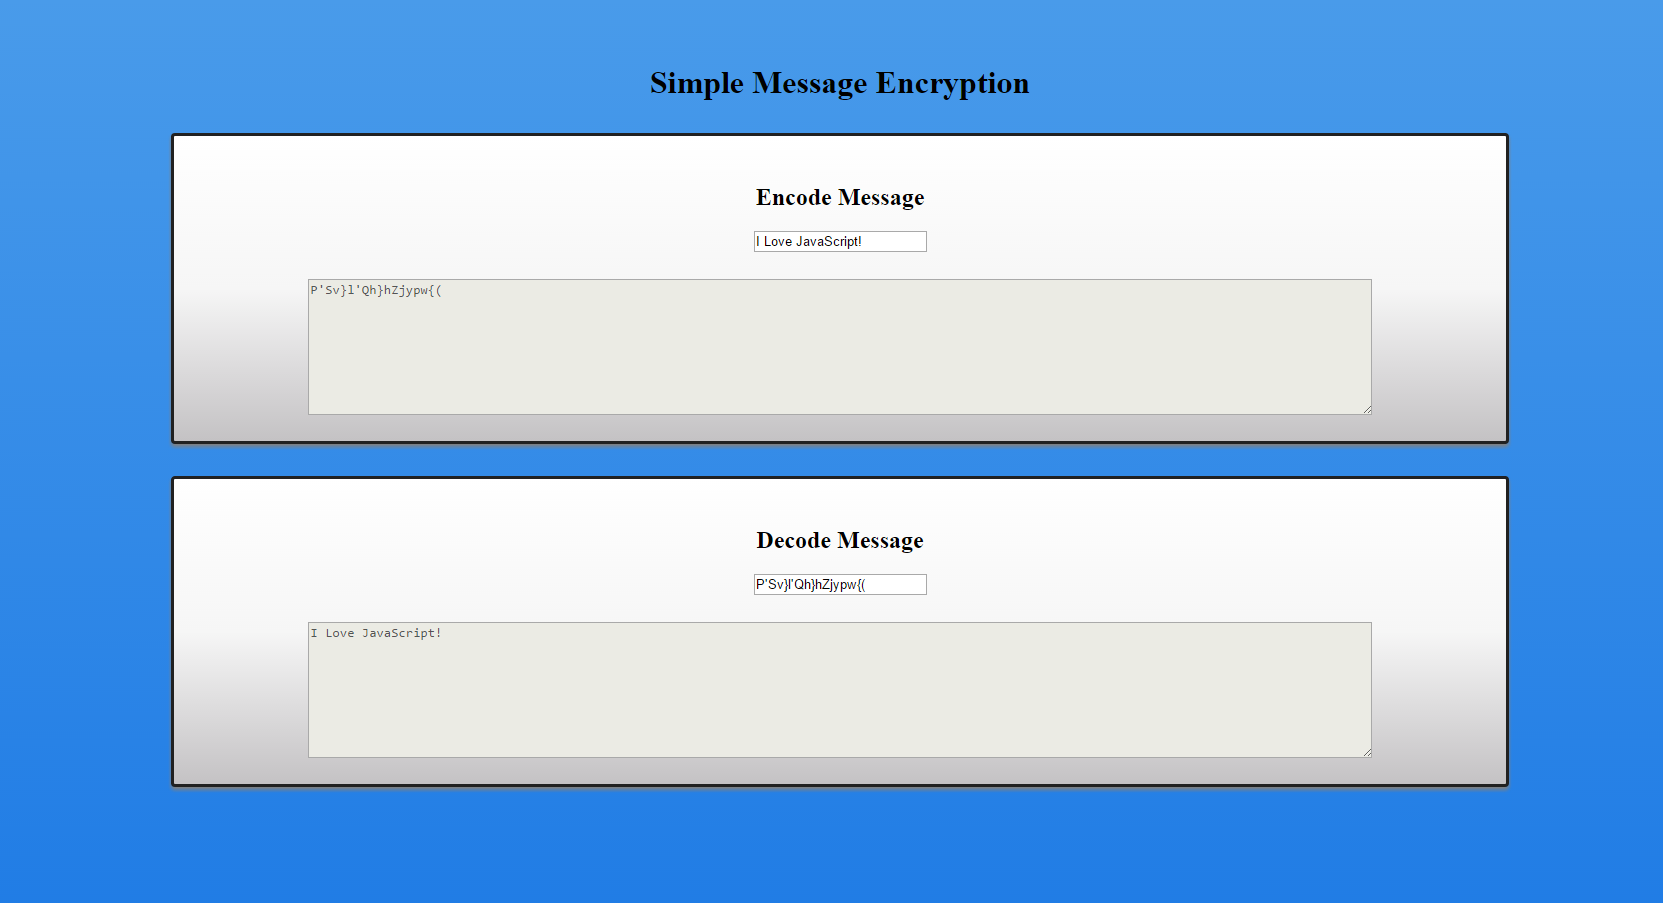 Simple Message Encryption
Encode Message
I Love JavaScript!
P'Sv}l'Qh}hZjypw{(
Decode Message
P'Sv}l'Qh}hZjypw{(
I Love JavaScript!